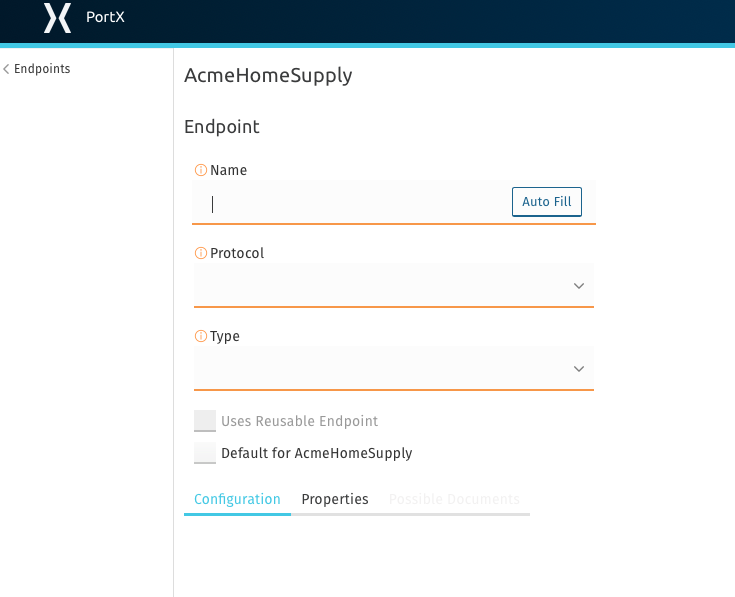 PortX
Endpoints
AcmeHomeSupply
Endpoint
Name
Auto Fill
Protocol
Type
Uses Reusable Endpoint
Default for AcmeHomeSupply
Configuration Properties Possible Documents